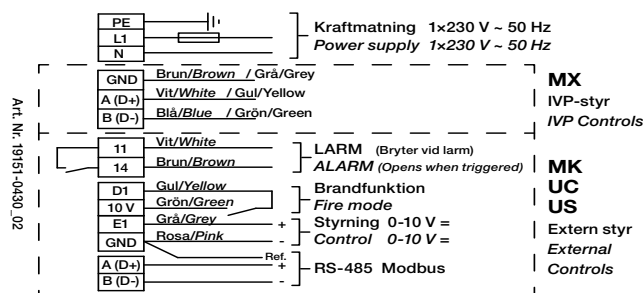 PE
L1
N
Kraftmatning 1×230 V ~ 50 Hz
Power supply 1×230 V ~ 50 Hz
GND Brun/Brown / Grå/Grey
A (D+) Vit/White / Gul/Yellow
B (D-) Blå/Blue / Grön/Green
MX
IVP-styr
IVP Controls
Art. Nr. 19151-0430_02
11 Vit/White
14 Brun/Brown
LARM (Bryter vid larm)
ALARM (Opens when triggered)
D1 Gul/Yellow
10 V Grön/Green
Brandfunktion
Fire mode
E1 Grå/Grey +
GND Rosa/Pink -
Styrning 0-10 V =
Control 0-10 V =
Ref.
A (D+) +
B (D-) -
RS-485 Modbus
MK
UC
US
Extern styr
External
Controls